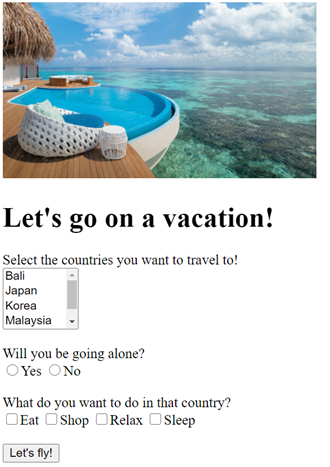 Let's go on a vacation!
Select the countries you want to travel to!
Bali
Japan
Korea
Malaysia
Will you be going alone?
Yes No
What do you want to do in that country?
Eat Shop Relax Sleep
Let's fly!